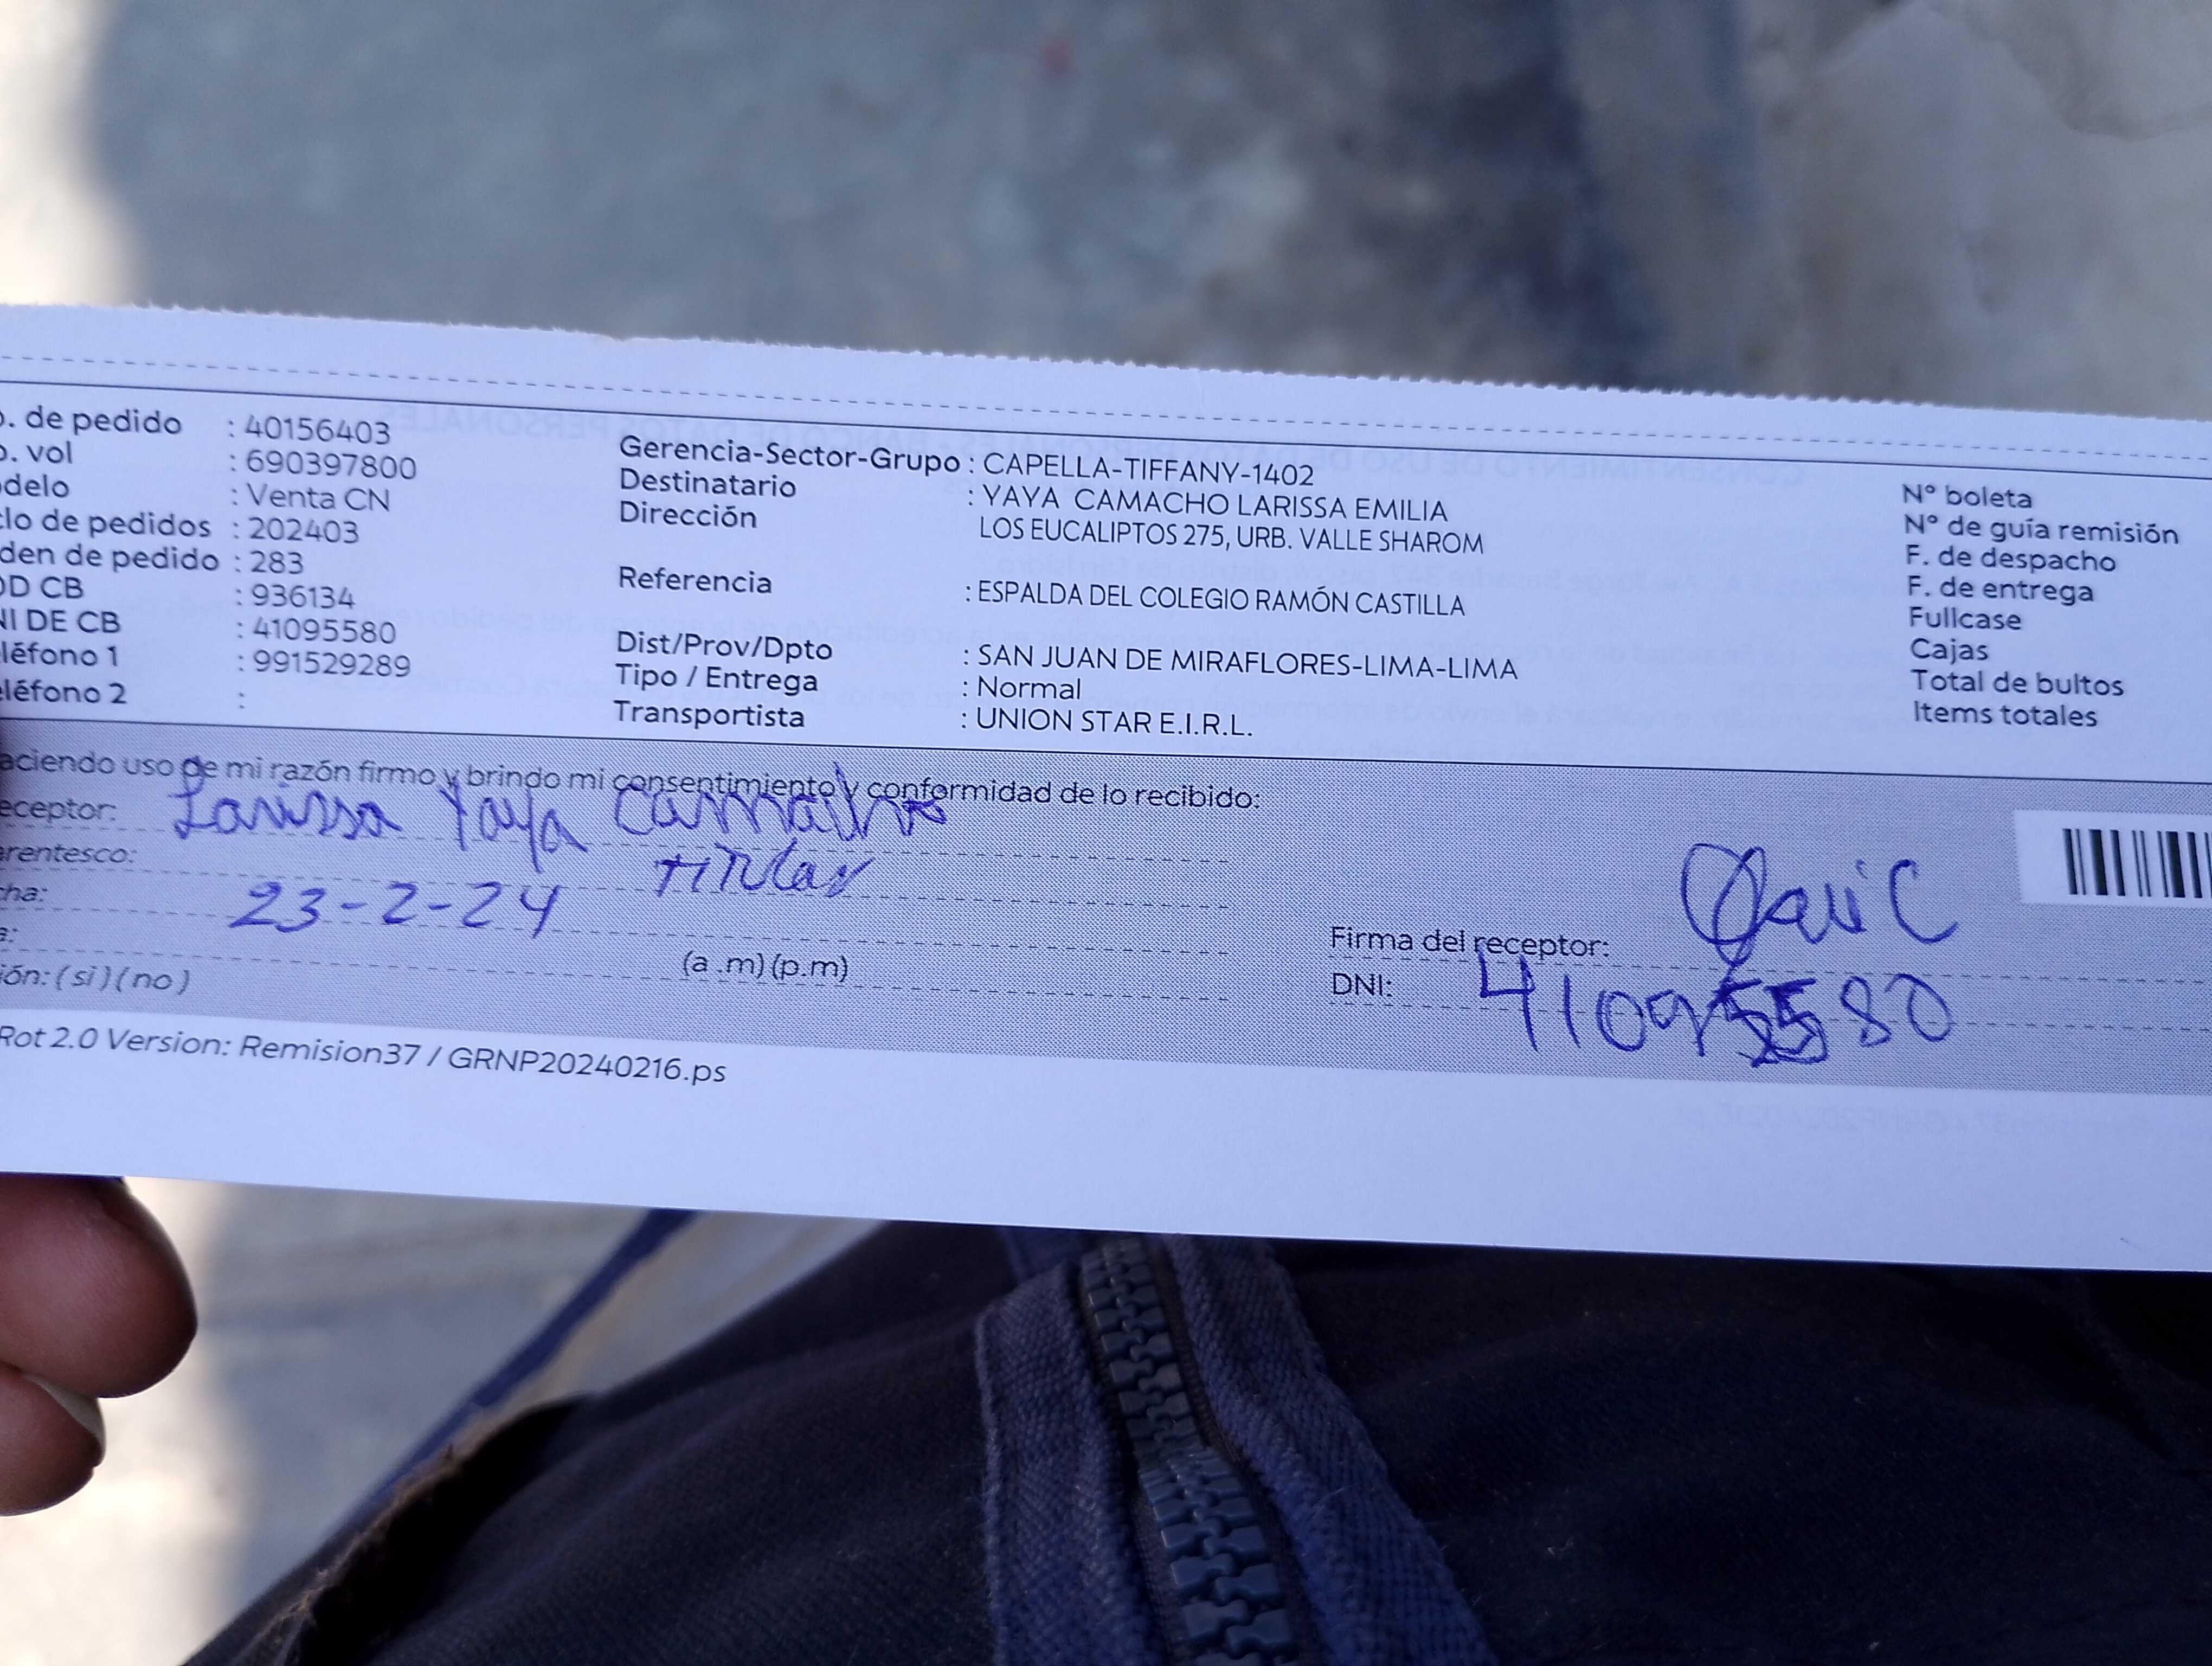 . de pedido : 40156403
. vol : 690397800
delo : Venta CN
lo de pedidos : 202403
den de pedido : 283
D CB : 936134
I DE CB : 41095580
léfono 1 : 991529289
léfono 2 :
Gerencia-Sector-Grupo : CAPELLA-TIFFANY-1402
Destinatario : YAYA CAMACHO LARISSA EMILIA
Dirección LOS EUCALIPTOS 275, URB. VALLE SHAROM
Referencia : ESPALDA DEL COLEGIO RAMÓN CASTILLA
Dist/Prov/Dpto : SAN JUAN DE MIRAFLORES-LIMA-LIMA
Tipo / Entrega : Normal
Transportista : UNION STAR E.I.R.L.
N° boleta
N° de guía remisión
F. de despacho
F. de entrega
Fullcase
Cajas
Total de bultos
Items totales
aciendo uso de mi razón firmo y brindo mi consentimiento y conformidad de lo recibido:
eceptor: Larissa Yaya Camacho
rentesco: titular
ha: 23-2-24
a: (a .m) (p.m)
ión: (si) (no)
Firma del receptor:
DNI: 41095580
Rot 2.0 Version: Remision37 / GRNP20240216.ps